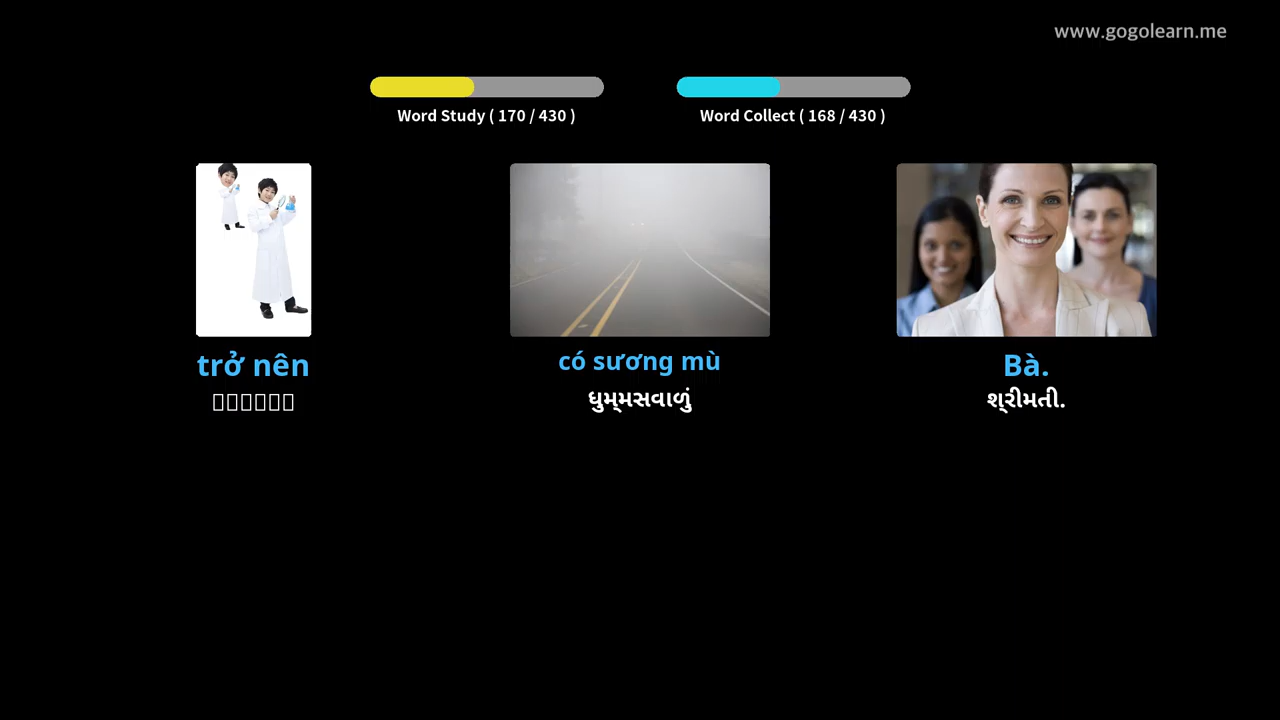 www.gogolearn.me
Word Study ( 170 / 430 )
Word Collect ( 168 / 430 )
trở nên
có sương mù
Bà.
ધુમ્મસવાળું
શ્રીમતી.